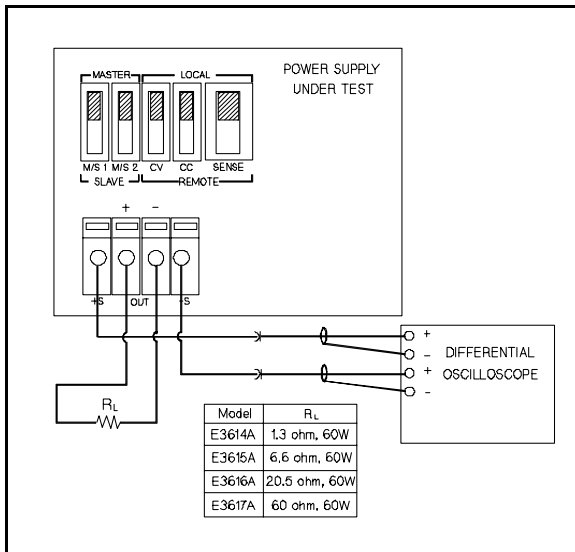 MASTER LOCAL
POWER SUPPLY
UNDER TEST
M/S 1 M/S 2 CV CC SENSE
SLAVE REMOTE
+ −
+S OUT -S
+
−
+
−
DIFFERENTIAL
OSCILLOSCOPE
RL
Model RL
E3614A 1.3 ohm, 60W
E3615A 6.6 ohm, 60W
E3616A 20.5 ohm, 60W
E3617A 60 ohm, 60W